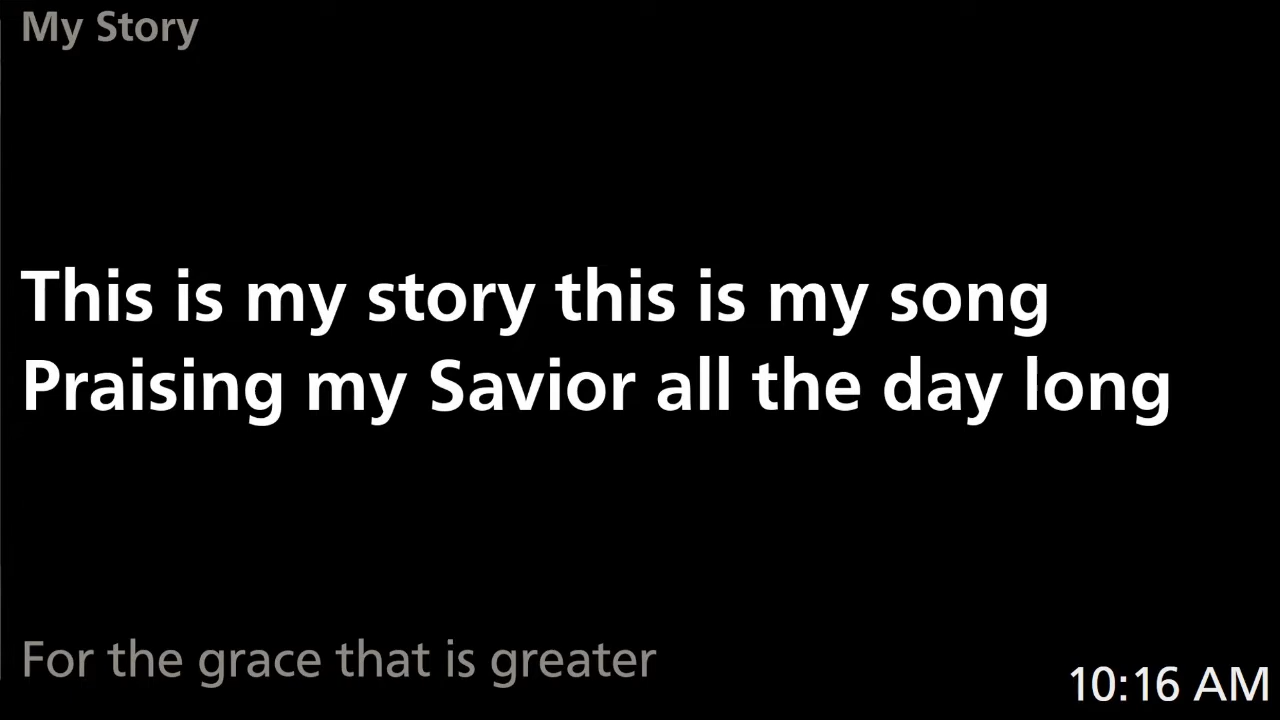 My Story
This is my story this is my song
Praising my Savior all the day long
For the grace that is greater
10:16 AM